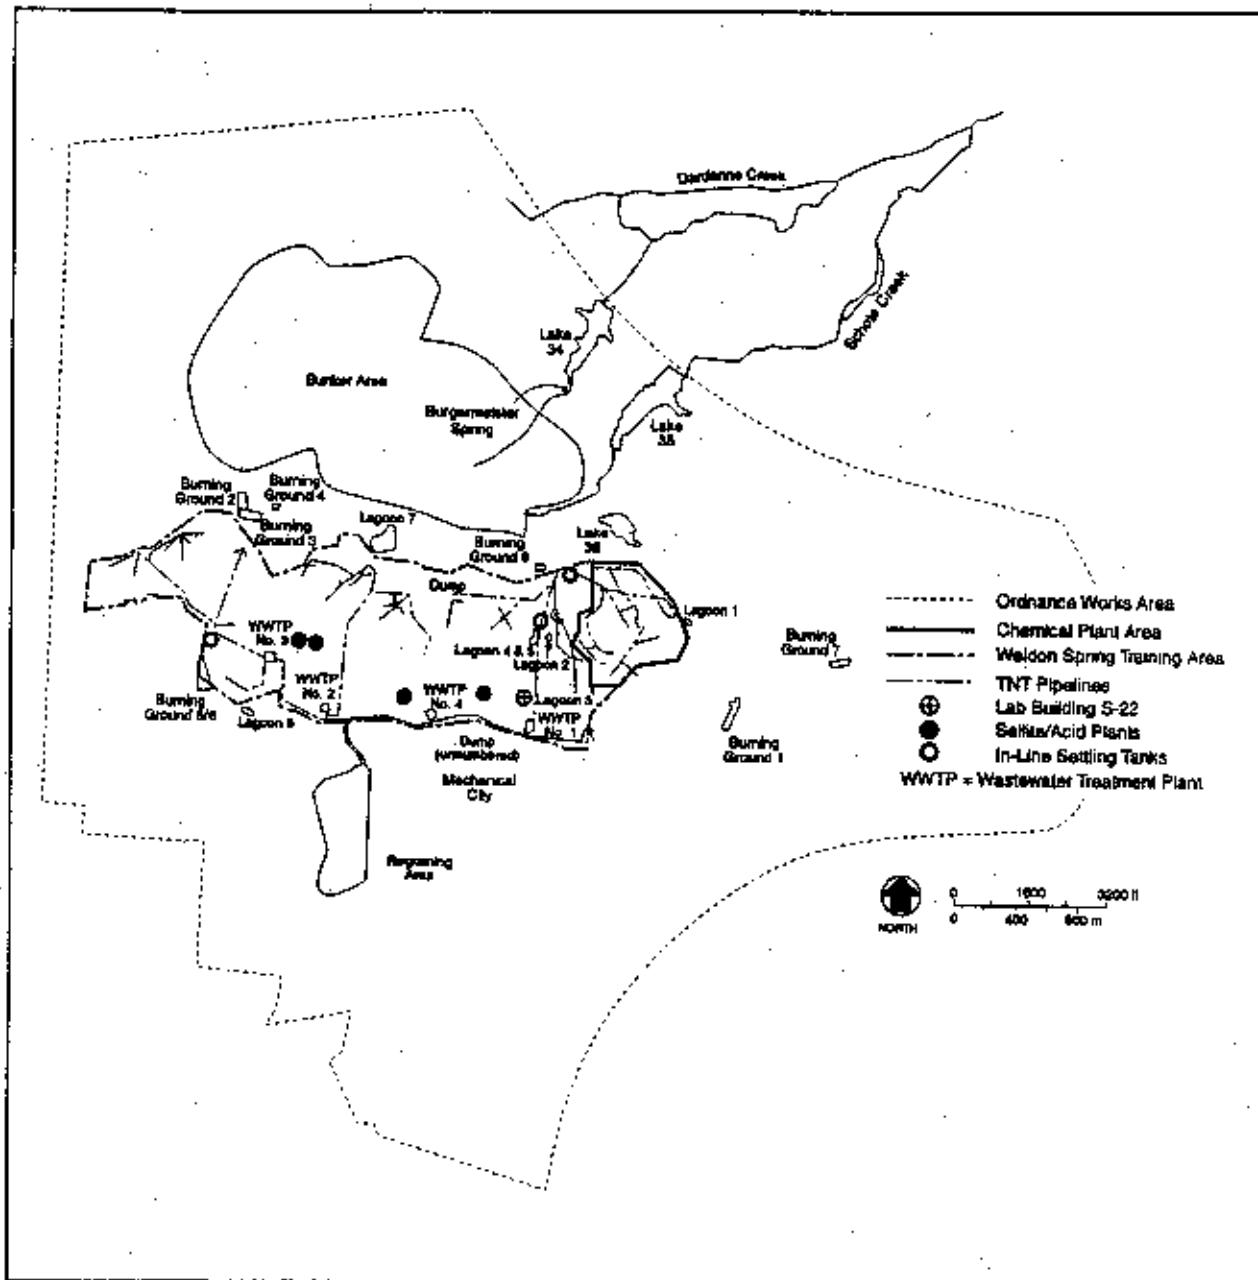 Dardenne Creek
Schote Creek
Lake
34
Bunker Area
Burgermeister
Spring
Lake
35
Burning
Ground 2
Burning
Ground 4
Burning
Ground 3
Lagoon 7
Burning
Ground 9
Lake
36
Dump
Lagoon 1
WWTP
No. 3
Lagoon 4 & 5
Lagoon 2
Burning
Ground
WWTP
No. 2
WWTP
No. 4
Lagoon 3
Burning
Ground 5/6
Lagoon 6
WWTP
No. 1
Dump
(unnumbered)
Mechanical
City
Burning
Ground 1
Regraining
Area
Ordnance Works Area
Chemical Plant Area
Weldon Spring Training Area
TNT Pipelines
Lab Building S-22
Acid Plants
In-Line Settling Tanks
WWTP = Wastewater Treatment Plant
NORTH
0 1600 3200 ft
0 400 800 m